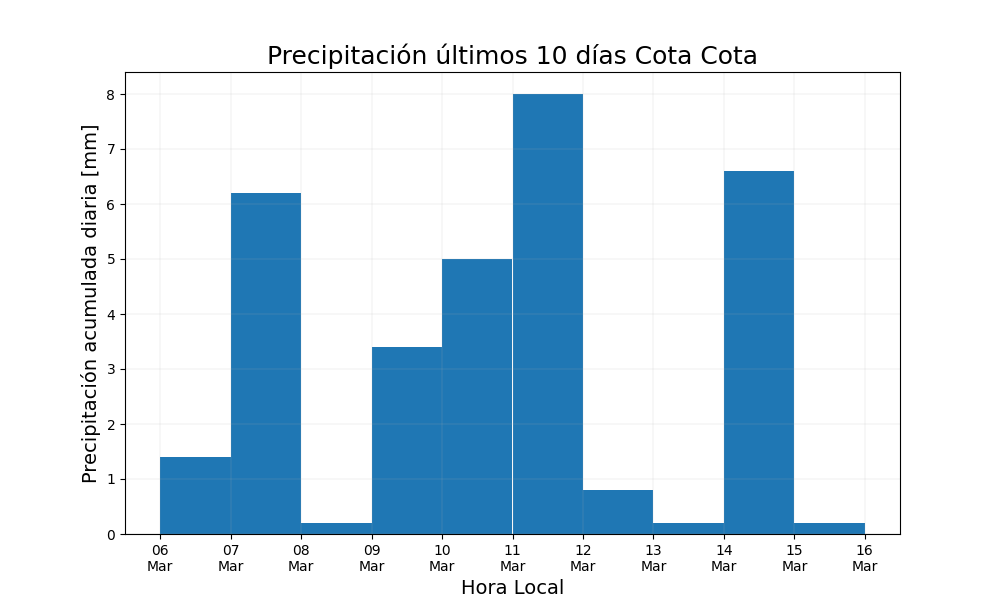 Precipitación últimos 10 días Cota Cota
Precipitación acumulada diaria [mm]
8
7
6
5
4
3
2
1
0
06 07 08 09 10 11 12 13 14 15 16
Mar Mar Mar Mar Mar Mar Mar Mar Mar Mar Mar
Hora Local